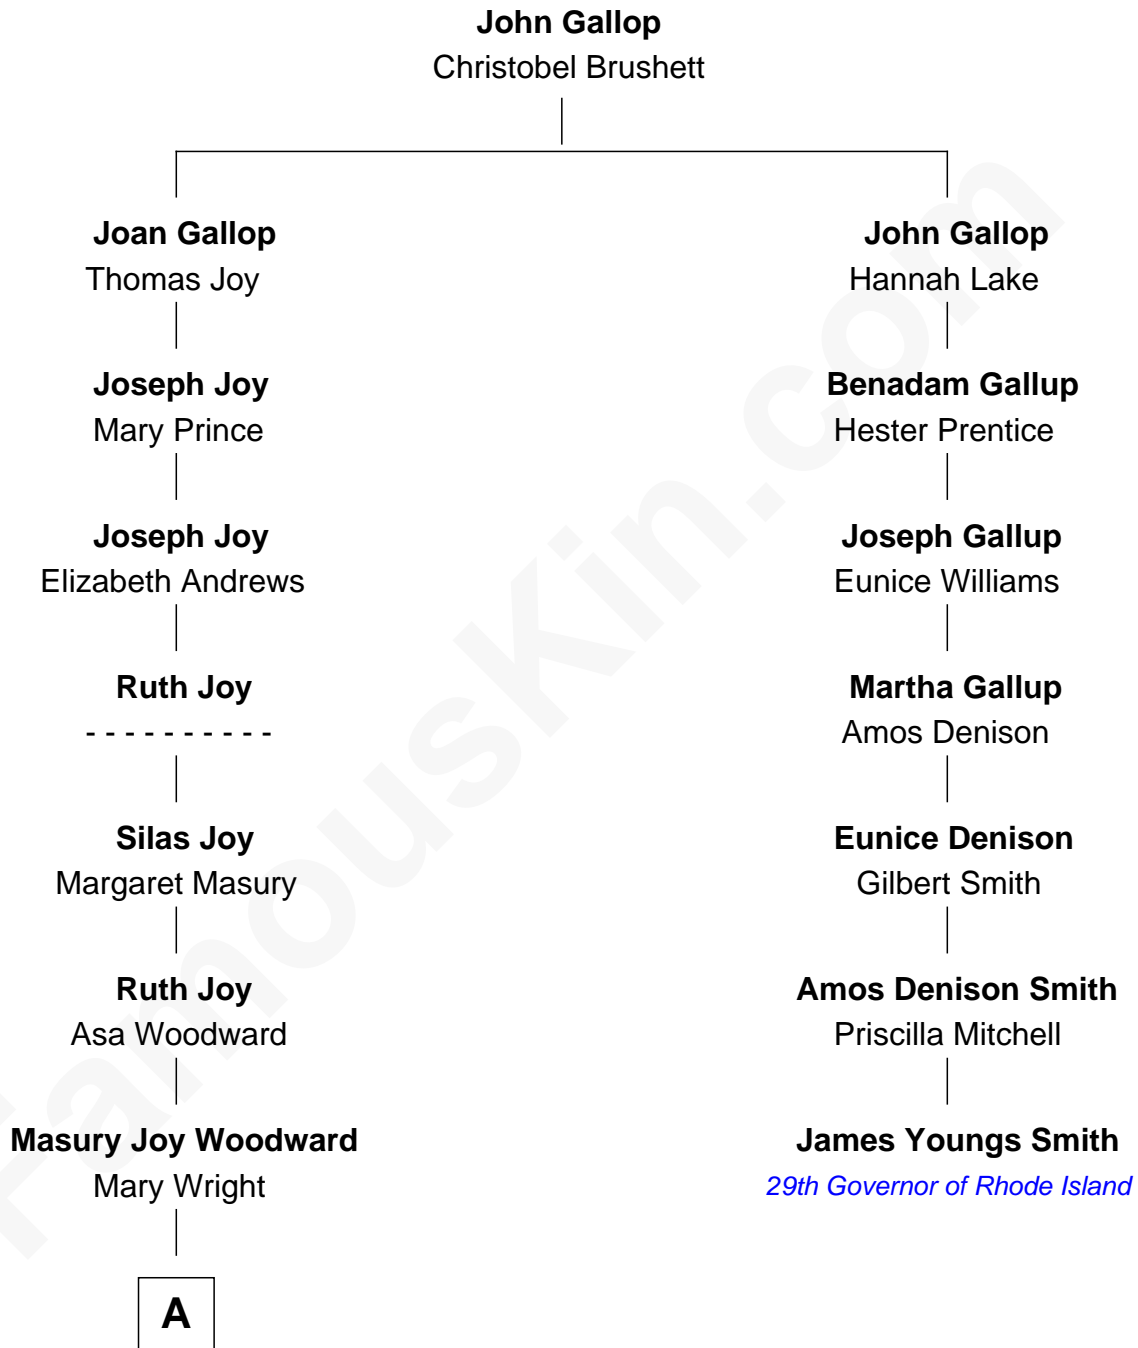 John Gallop
Christobel Brushett
Joan Gallop
Thomas Joy
John Gallop
Hannah Lake
Joseph Joy
Mary Prince
Benadam Gallup
Hester Prentice
Joseph Joy
Elizabeth Andrews
Joseph Gallup
Eunice Williams
Ruth Joy
- - - - - - - - - -
Martha Gallup
Amos Denison
Silas Joy
Margaret Masury
Eunice Denison
Gilbert Smith
Ruth Joy
Asa Woodward
Amos Denison Smith
Priscilla Mitchell
Masury Joy Woodward
Mary Wright
James Youngs Smith
29th Governor of Rhode Island
A
FamousKin.com